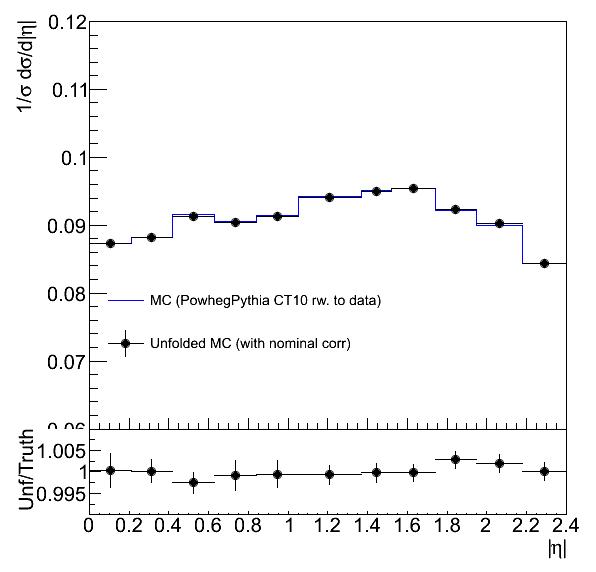 0.12
1/σ dσ/d|η|
0.11
0.1
0.09
0.08
MC (PowhegPythia CT10 rw. to data)
Unfolded MC (with nominal corr)
0.07
0.06
Unf/Truth
1.005
1
0.995
0 0.2 0.4 0.6 0.8 1 1.2 1.4 1.6 1.8 2 2.2 2.4
|η|